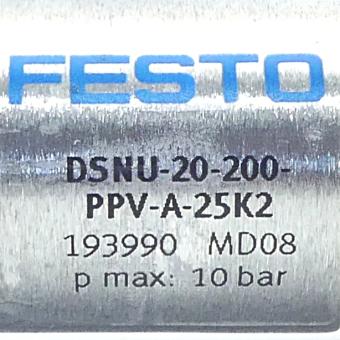 FESTO
DSNU-20-200-
PPV-A-25K2
193990 MD08
p max: 10 bar